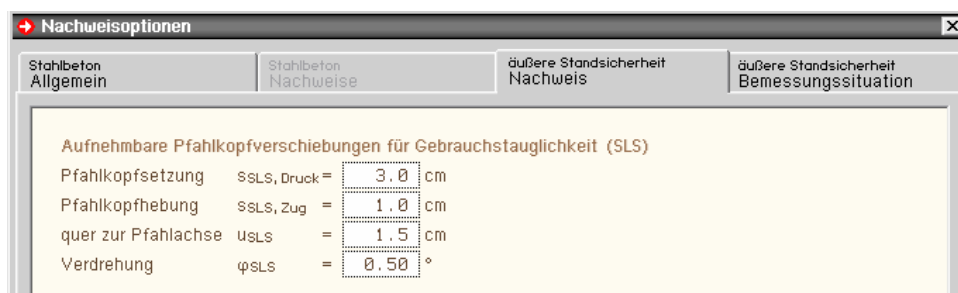 Nachweisoptionen
Stahlbeton
Allgemein
Stahlbeton
Nachweise
äußere Standsicherheit
Nachweis
äußere Standsicherheit
Bemessungssituation
Aufnehmbare Pfahlkopfverschiebungen für Gebrauchstauglichkeit (SLS)
Pfahlkopfsetzung sSLS, Druck = 3.0 cm
Pfahlkopfhebung sSLS, Zug = 1.0 cm
quer zur Pfahlachse uSLS = 1.5 cm
Verdrehung φSLS = 0.50 °